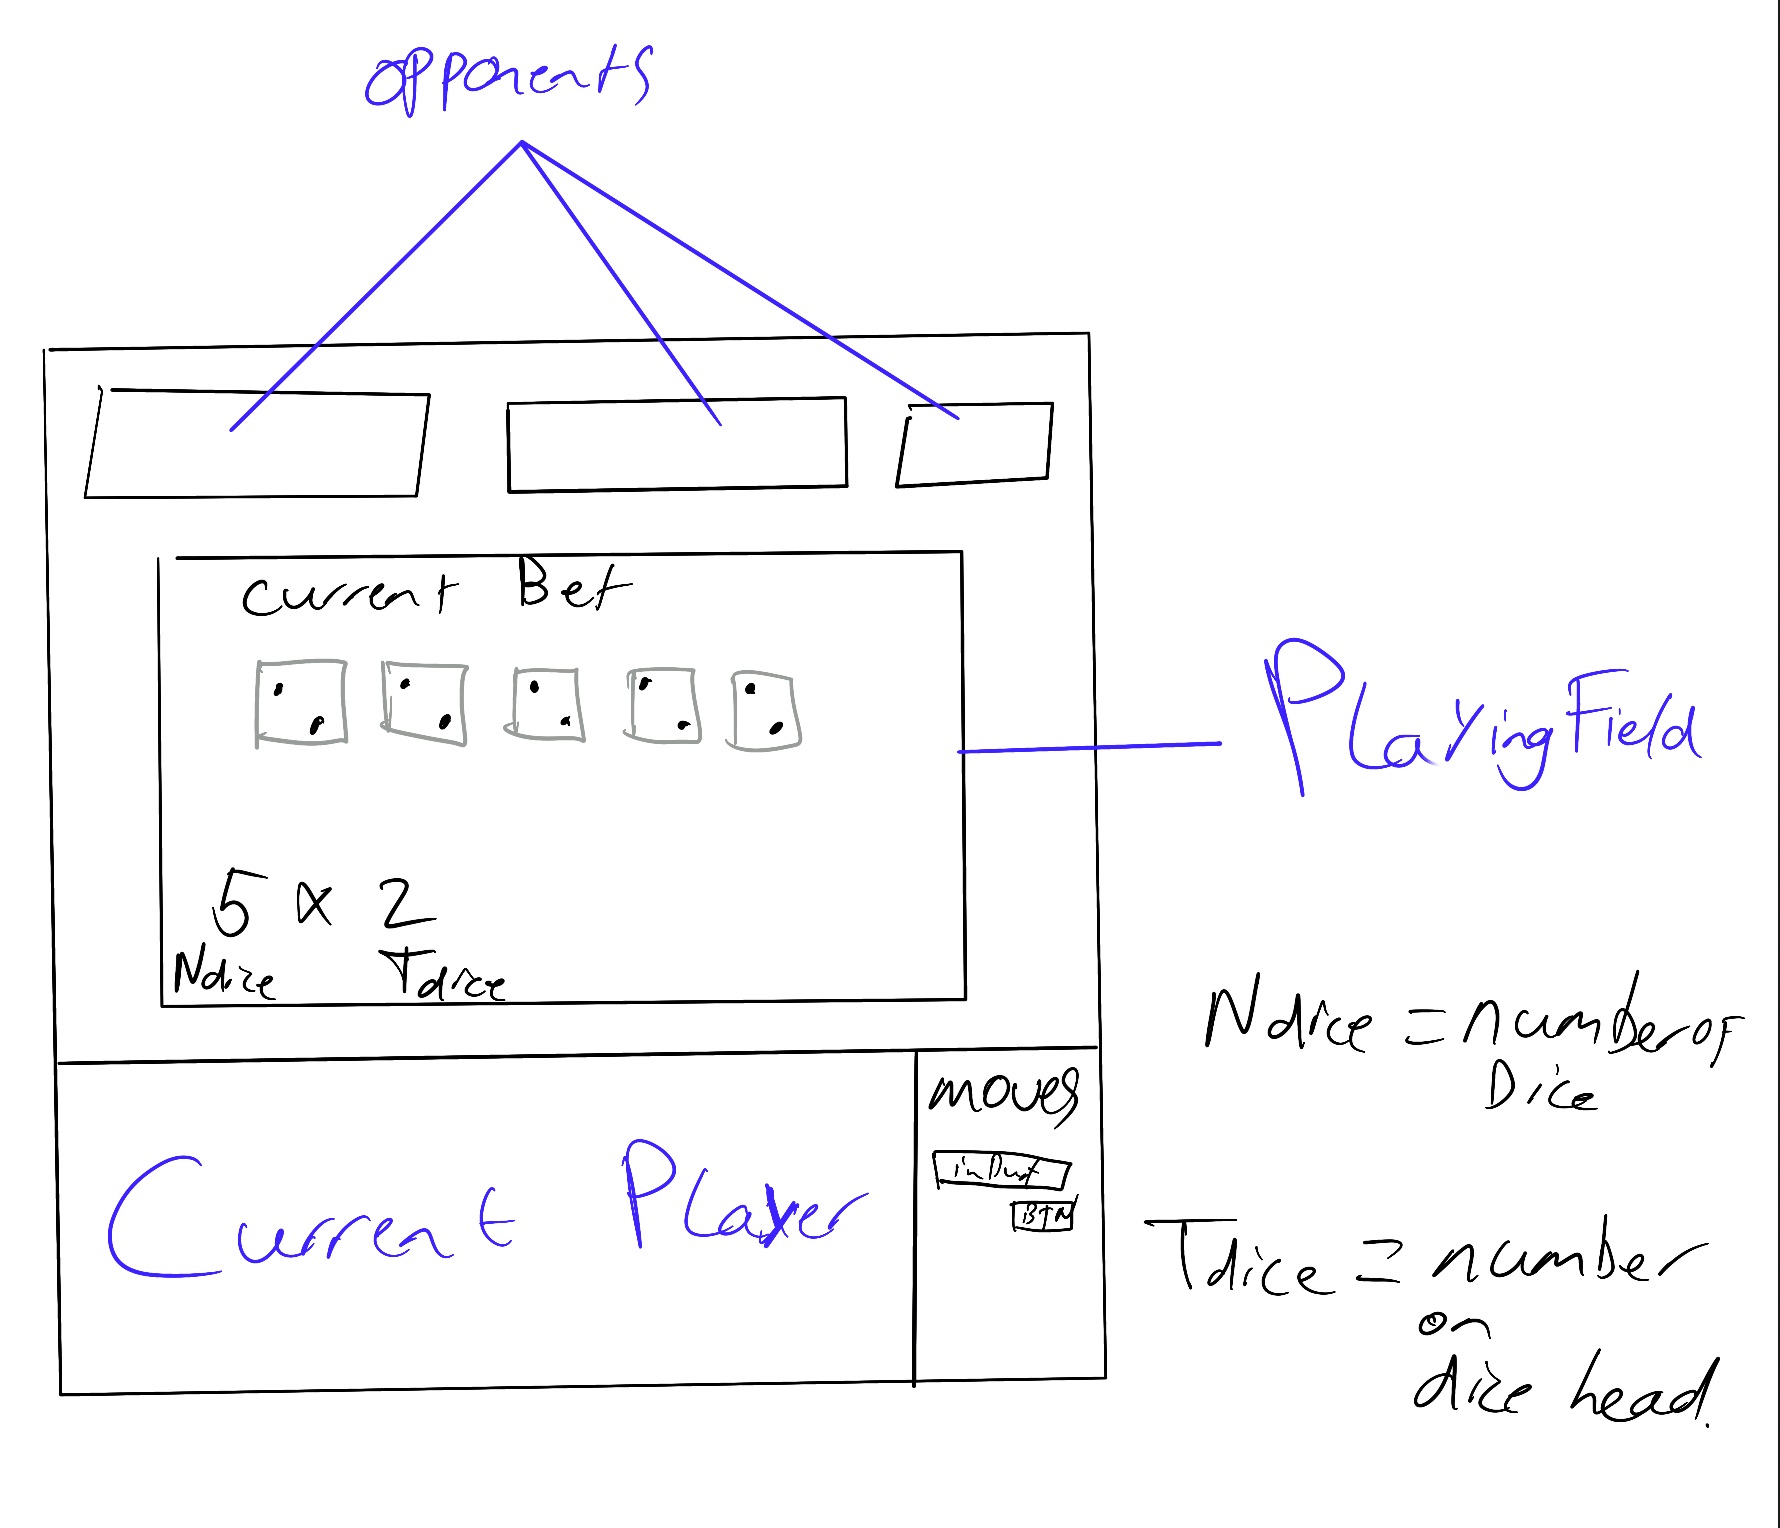 opponents
Current Bet
5 x 2
Ndice Tdice
PlayingField
Ndice = number of
Dice
Tdice = number
on
dice head.
Current Player
moves
input
BTN